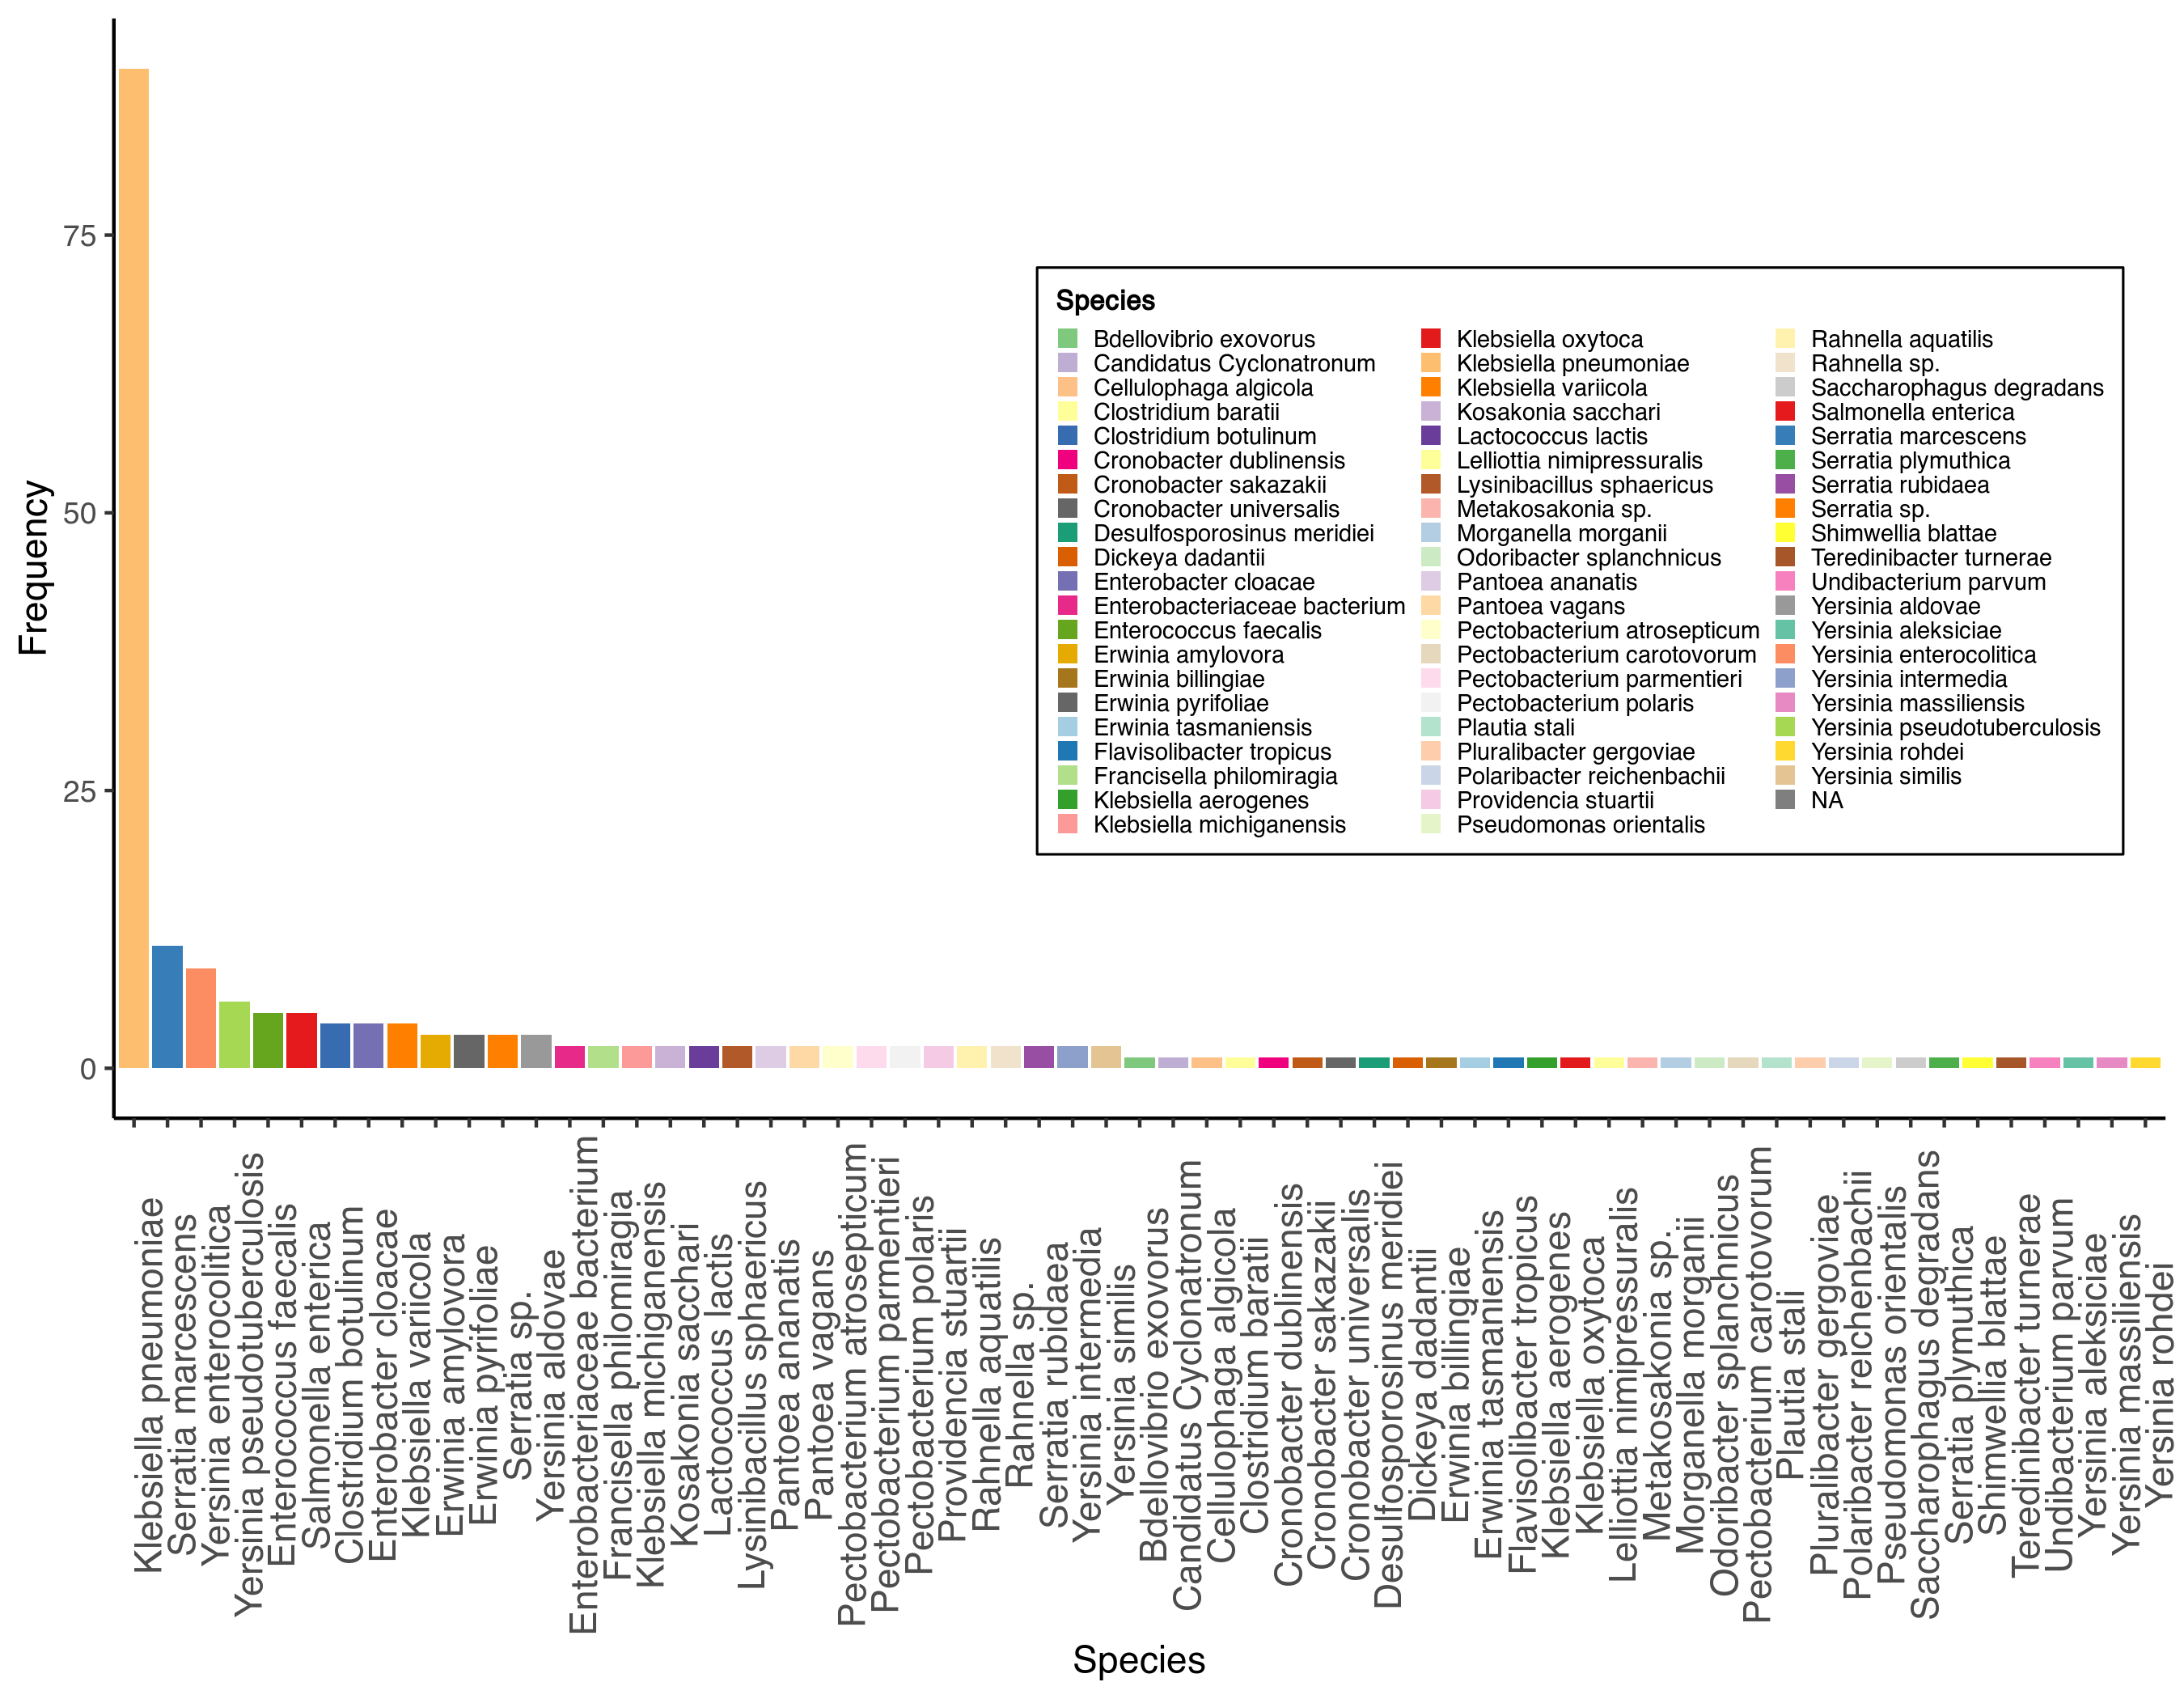 75
50
25
0
Frequency
Species
Bdellovibrio exovorus
Candidatus Cyclonatronum
Cellulophaga algicola
Clostridium baratii
Clostridium botulinum
Cronobacter dublinensis
Cronobacter sakazakii
Cronobacter universalis
Desulfosporosinus meridiei
Dickeya dadantii
Enterobacter cloacae
Enterobacteriaceae bacterium
Enterococcus faecalis
Erwinia amylovora
Erwinia billingiae
Erwinia pyrifoliae
Erwinia tasmaniensis
Flavisolibacter tropicus
Francisella philomiragia
Klebsiella aerogenes
Klebsiella michiganensis
Klebsiella oxytoca
Klebsiella pneumoniae
Klebsiella variicola
Kosakonia sacchari
Lactococcus lactis
Lelliottia nimipressuralis
Lysinibacillus sphaericus
Metakosakonia sp.
Morganella morganii
Odoribacter splanchnicus
Pantoea ananatis
Pantoea vagans
Pectobacterium atrosepticum
Pectobacterium carotovorum
Pectobacterium parmentieri
Pectobacterium polaris
Plautia stali
Pluralibacter gergoviae
Polaribacter reichenbachii
Providencia stuartii
Pseudomonas orientalis
Rahnella aquatilis
Rahnella sp.
Saccharophagus degradans
Salmonella enterica
Serratia marcescens
Serratia plymuthica
Serratia rubidaea
Serratia sp.
Shimwellia blattae
Teredinibacter turnerae
Undibacterium parvum
Yersinia aldovae
Yersinia aleksiciae
Yersinia enterocolitica
Yersinia intermedia
Yersinia massiliensis
Yersinia pseudotuberculosis
Yersinia rohdei
Yersinia similis
NA
Klebsiella pneumoniae
Serratia marcescens
Yersinia enterocolitica
Yersinia pseudotuberculosis
Enterococcus faecalis
Salmonella enterica
Clostridium botulinum
Enterobacter cloacae
Klebsiella variicola
Erwinia amylovora
Erwinia pyrifoliae
Serratia sp.
Yersinia aldovae
Enterobacteriaceae bacterium
Francisella philomiragia
Klebsiella michiganensis
Kosakonia sacchari
Lactococcus lactis
Lysinibacillus sphaericus
Pantoea ananatis
Pantoea vagans
Pectobacterium atrosepticum
Pectobacterium parmentieri
Pectobacterium polaris
Providencia stuartii
Rahnella aquatilis
Rahnella sp.
Serratia rubidaea
Yersinia intermedia
Yersinia similis
Bdellovibrio exovorus
Candidatus Cyclonatronum
Cellulophaga algicola
Clostridium baratii
Cronobacter dublinensis
Cronobacter sakazakii
Cronobacter universalis
Desulfosporosinus meridiei
Dickeya dadantii
Erwinia billingiae
Erwinia tasmaniensis
Flavisolibacter tropicus
Klebsiella aerogenes
Klebsiella oxytoca
Lelliottia nimipressuralis
Metakosakonia sp.
Morganella morganii
Odoribacter splanchnicus
Pectobacterium carotovorum
Plautia stali
Pluralibacter gergoviae
Polaribacter reichenbachii
Pseudomonas orientalis
Saccharophagus degradans
Serratia plymuthica
Shimwellia blattae
Teredinibacter turnerae
Undibacterium parvum
Yersinia aleksiciae
Yersinia massiliensis
Yersinia rohdei
Species